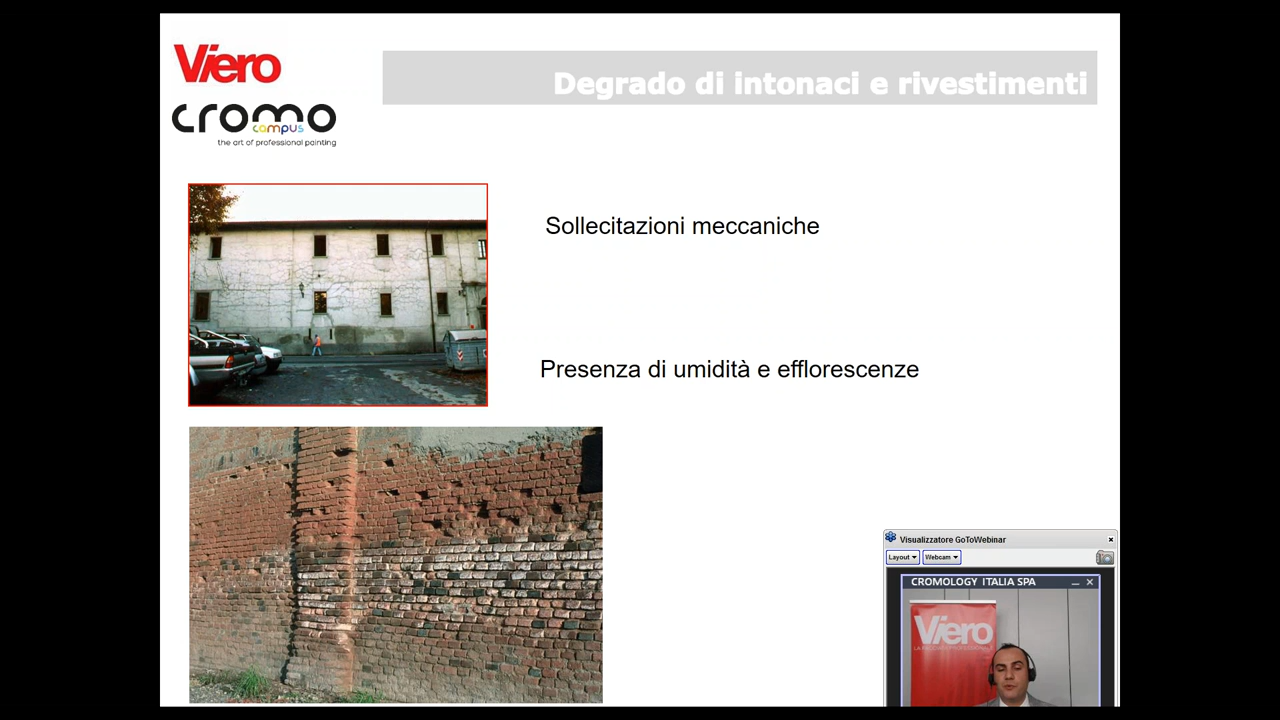 Viero
cromo
campus
the art of professional painting
Degrado di intonaci e rivestimenti
Sollecitazioni meccaniche
Presenza di umidità e efflorescenze
Visualizzatore GoToWebinar
Layout
Webcam
CROMOLOGY ITALIA SPA
Viero